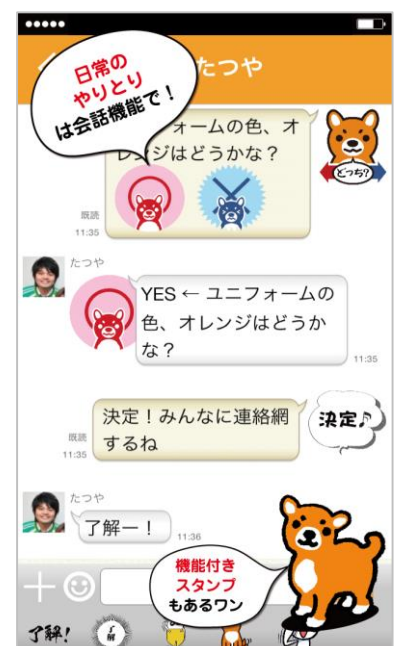 たつや
日常の
やりとり
は会話機能で！
フォームの色、オ
レンジはどうかな？
どっち？
既読
11:35
たつや
YES ← ユニフォームの
色、オレンジはどうか
な？
11:35
決定！みんなに連絡網
するね
既読
11:35
決定♪
たつや
了解ー！
11:36
機能付き
スタンプ
もあるワン
了解!
了解